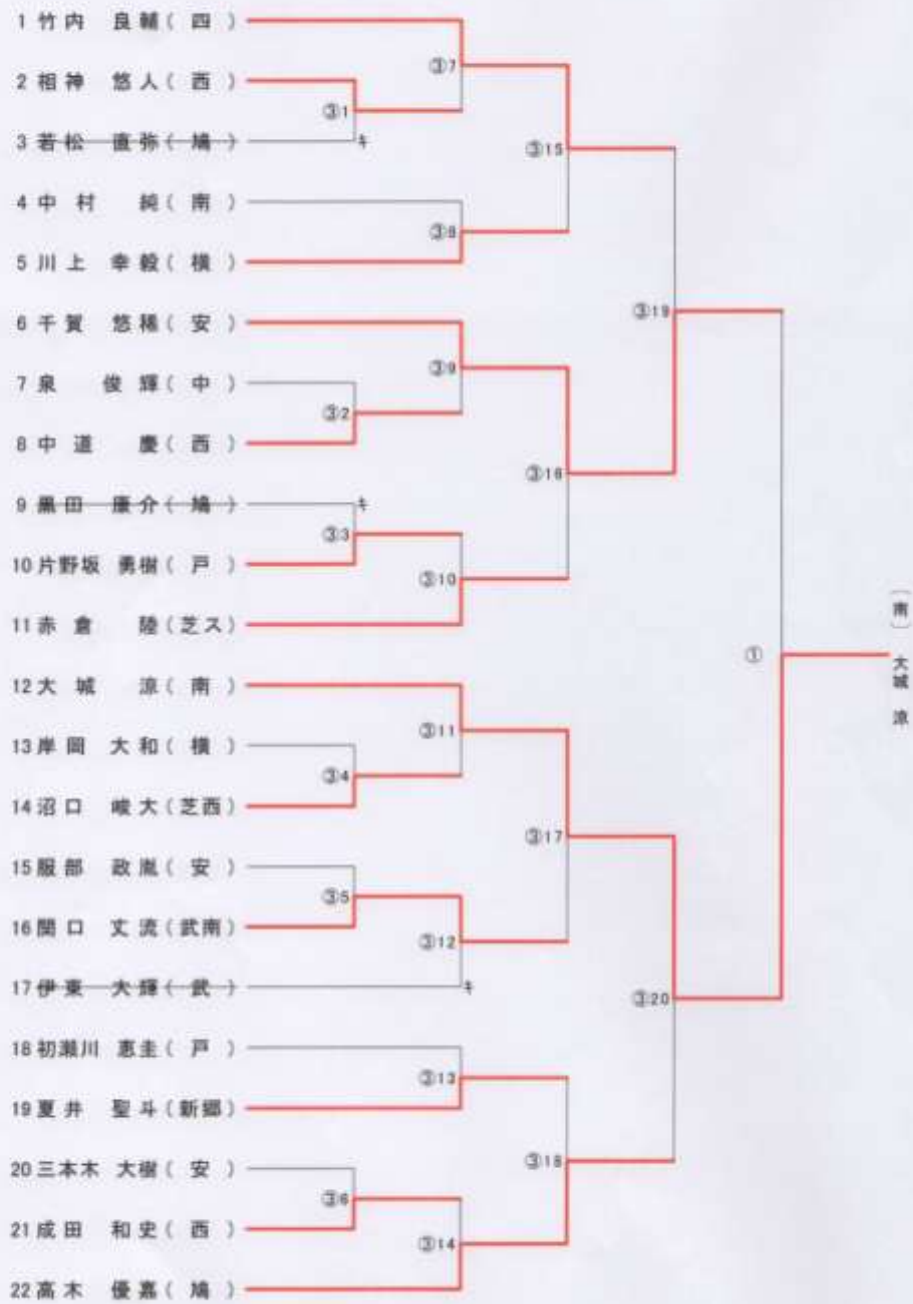 1 竹内 良輔 ( 四 )
③7
2 相神 悠人 ( 西 )
③1
3 若松 直弥 ( 鳩 )
キ
③15
4 中村 純 ( 南 )
③8
5 川上 幸毅 ( 横 )
6 千賀 悠稀 ( 安 )
③19
③9
7 泉 俊輝 ( 中 )
③2
8 中道 慶 ( 西 )
③16
9 黒田 康介 ( 鳩 )
キ
③3
10 片野坂 勇樹 ( 戸 )
③10
11 赤倉 陸 (芝ス)
①
[南] 大城 涼
12 大城 涼 ( 南 )
③11
13 岸岡 大和 ( 横 )
③4
14 沼口 峻大 (芝西)
③17
15 服部 政嵐 ( 安 )
③5
16 関口 丈流 (武南)
③12
17 伊東 大輝 ( 武 )
キ
③20
18 初瀬川 恵圭 ( 戸 )
③13
19 夏井 聖斗 (新郷)
③18
20 三本木 大樹 ( 安 )
③6
21 成田 和史 ( 西 )
③14
22 高木 優嘉 ( 鳩 )